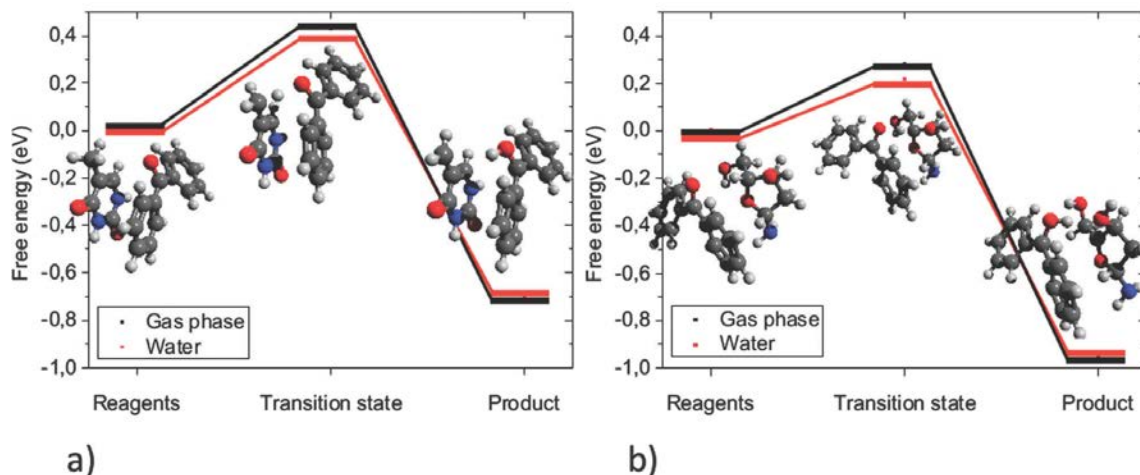 Free energy (eV)
0,4
0,2
0,0
-0,2
-0,4
-0,6
-0,8
-1,0
Gas phase
Water
Reagents
Transition state
Product
a)
Free energy (eV)
0,4
0,2
0,0
-0,2
-0,4
-0,6
-0,8
-1,0
Gas phase
Water
Reagents
Transition state
Product
b)